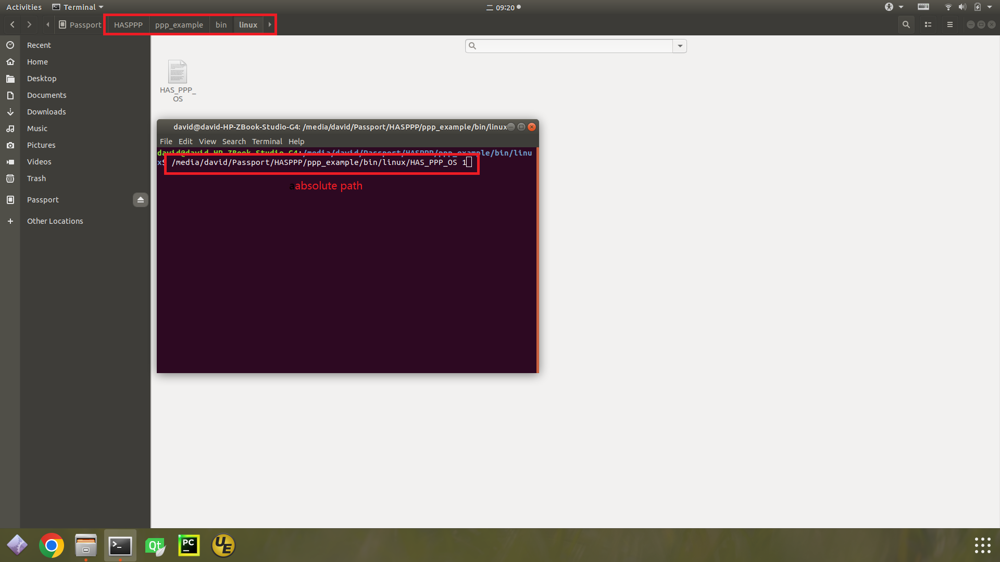 Activities Terminal 二 09:20
Passport HASPPP ppp_example bin linux
Recent
Home
Desktop
Documents
Downloads
Music
Pictures
Videos
Trash
Passport
Other Locations
HAS_PPP_
OS
david@david-HP-ZBook-Studio-G4: /media/david/Passport/HASPPP/ppp_example/bin/linux
File Edit View Search Terminal Help
david@david-HP-ZBook-Studio-G4:/media/david/Passport/HASPPP/ppp_example/bin/linu
x$ /media/david/Passport/HASPPP/ppp_example/bin/linux/HAS_PPP_OS 1
aabsolute path
Qt
PC
UE